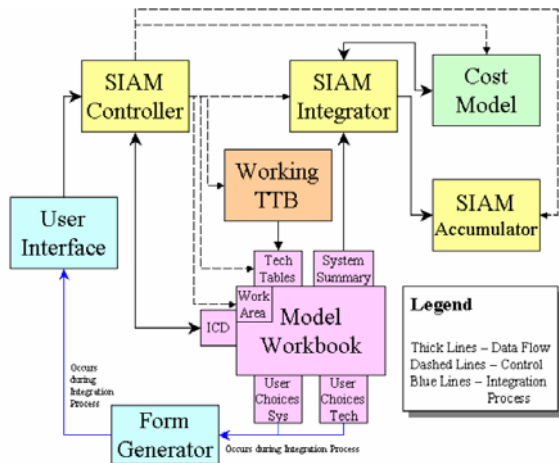 SIAM
Controller
SIAM
Integrator
Cost
Model
Working
TTB
User
Interface
SIAM
Accumulator
Tech
Tables
System
Summary
Work
Area
ICD
Model
Workbook
User
Choices
Sys
User
Choices
Tech
Legend
Thick Lines – Data Flow
Dashed Lines – Control
Blue Lines – Integration
Process
Occurs
during
Integration
Process
Form
Generator
Occurs during Integration Process